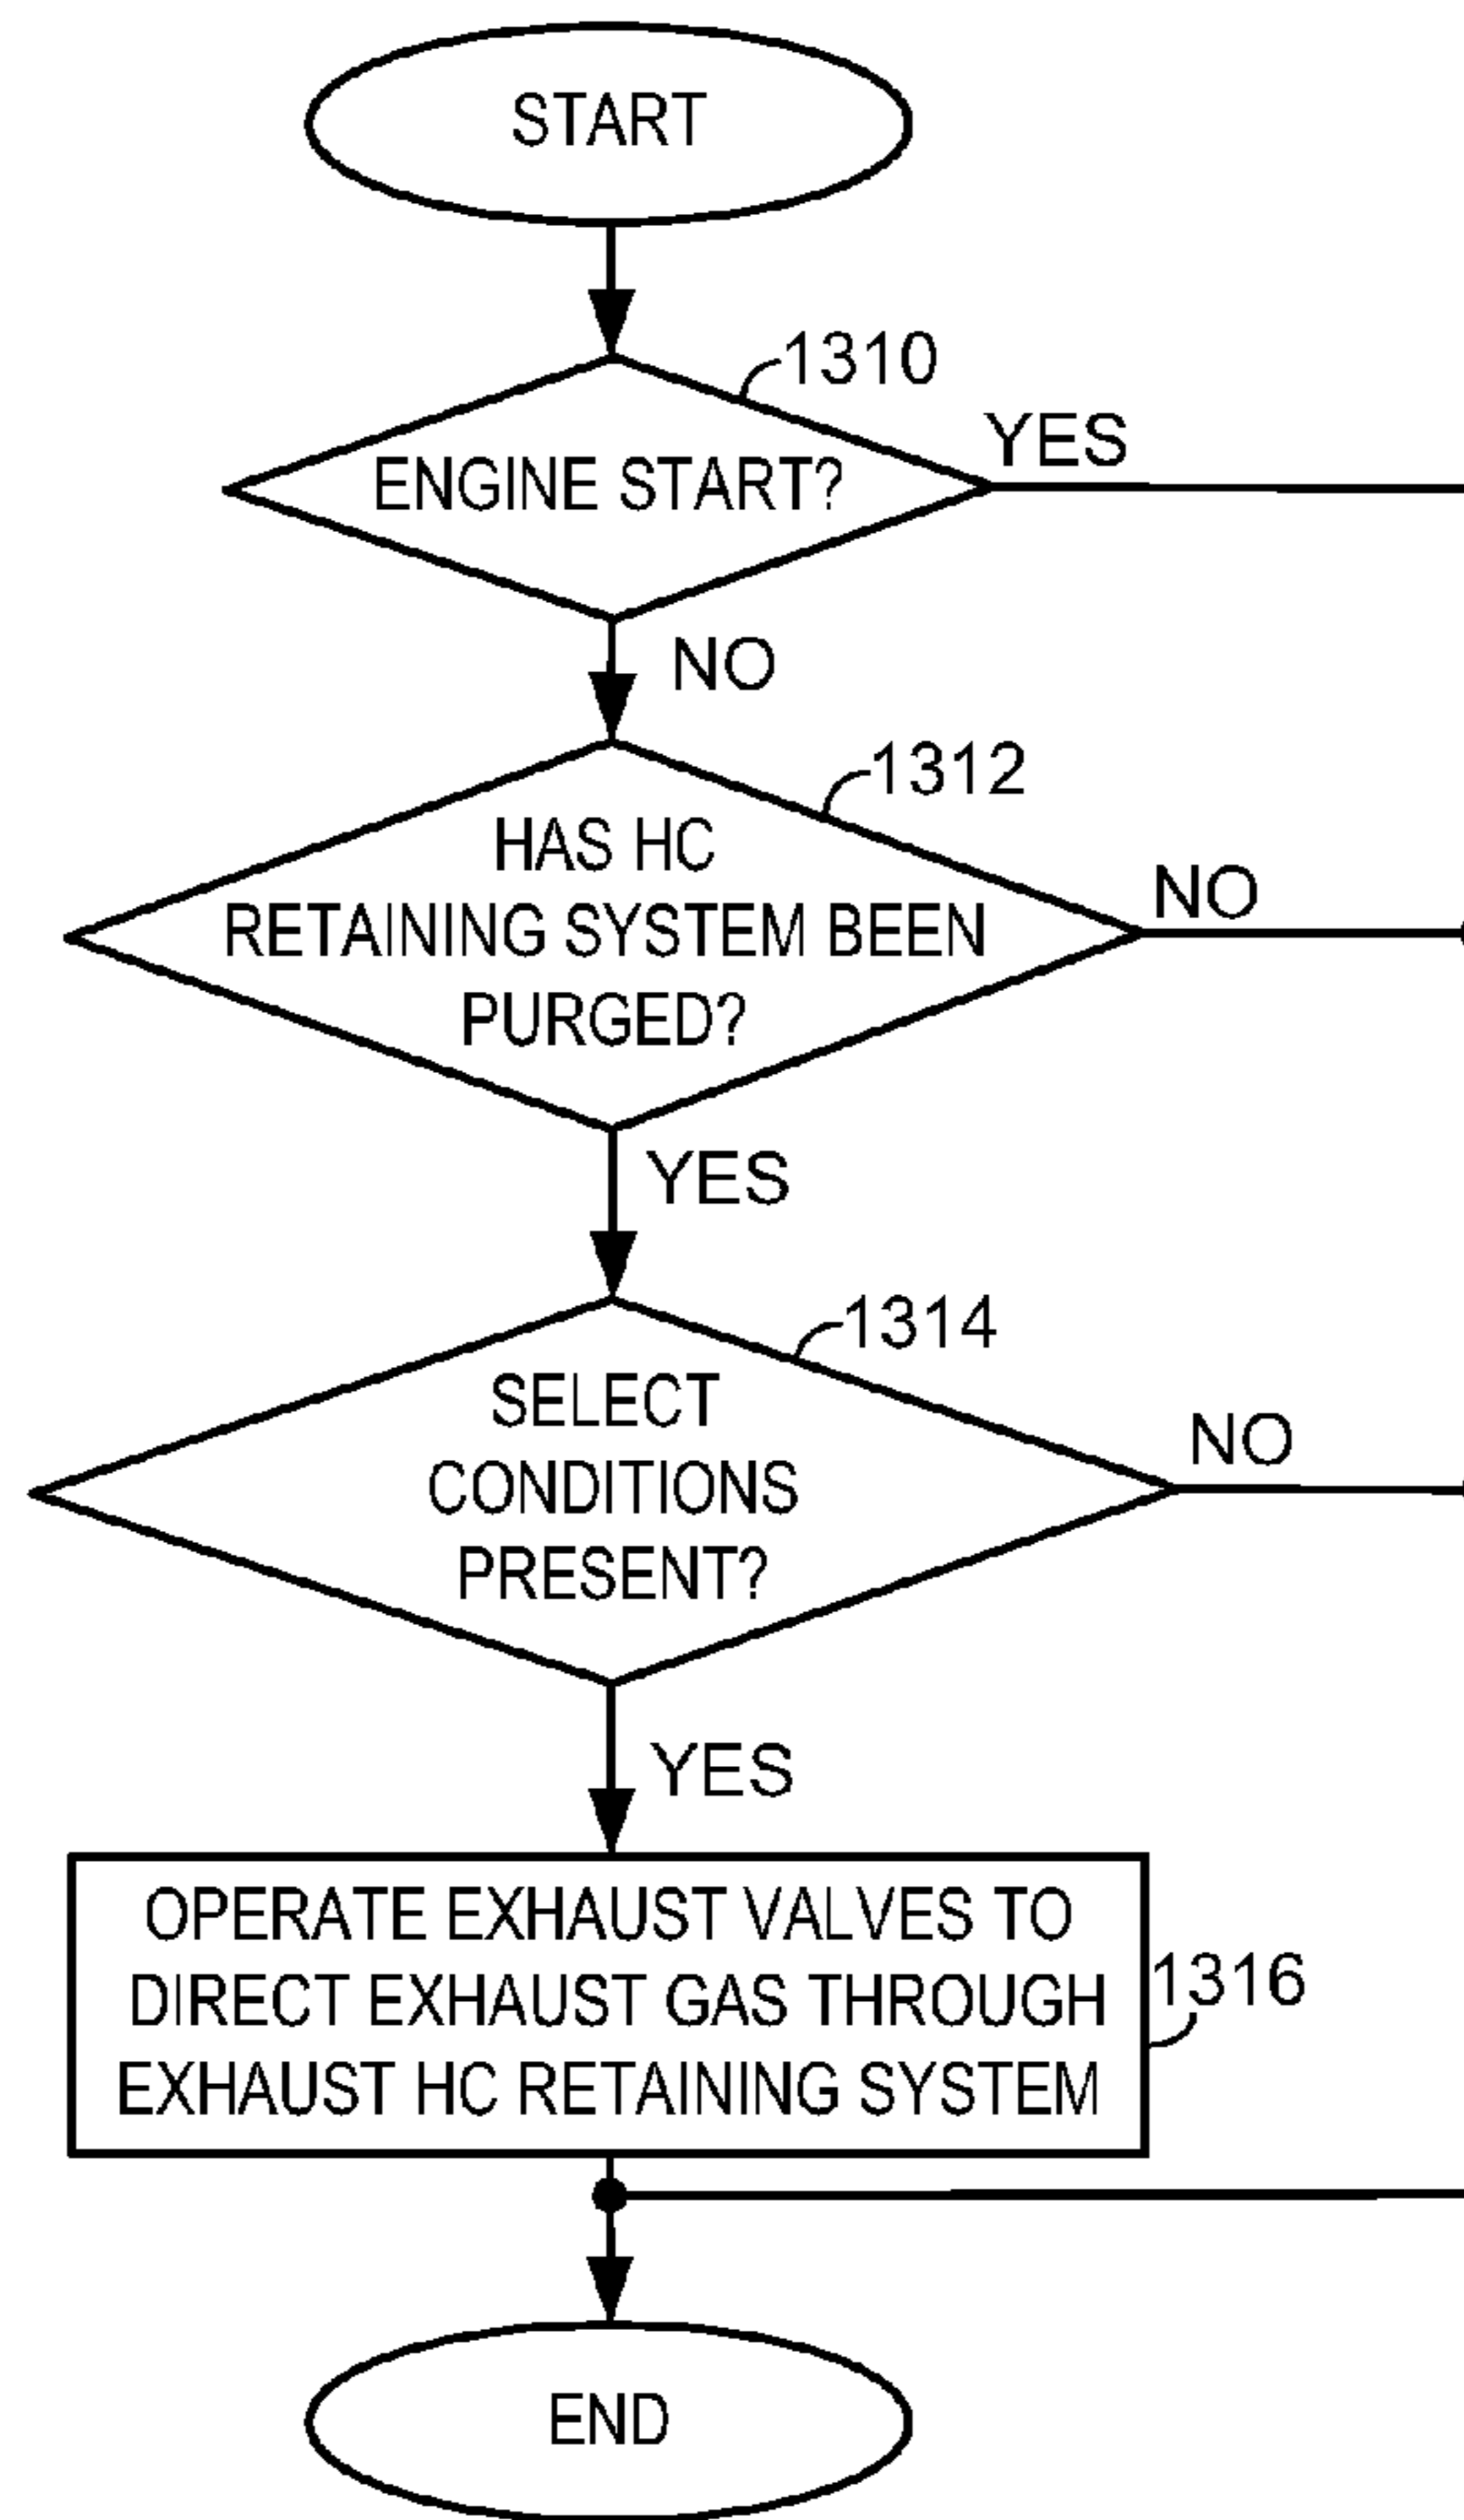 START
1310
YES
ENGINE START?
NO
1312
HAS HC
NO
RETAINING SYSTEM BEEN
PURGED?
YES
1314
SELECT
NO
CONDITIONS
PRESENT?
YES
OPERATE EXHAUST VALVES TO
DIRECT EXHAUST GAS THROUGH
1316
EXHAUST HC RETAINING SYSTEM
END